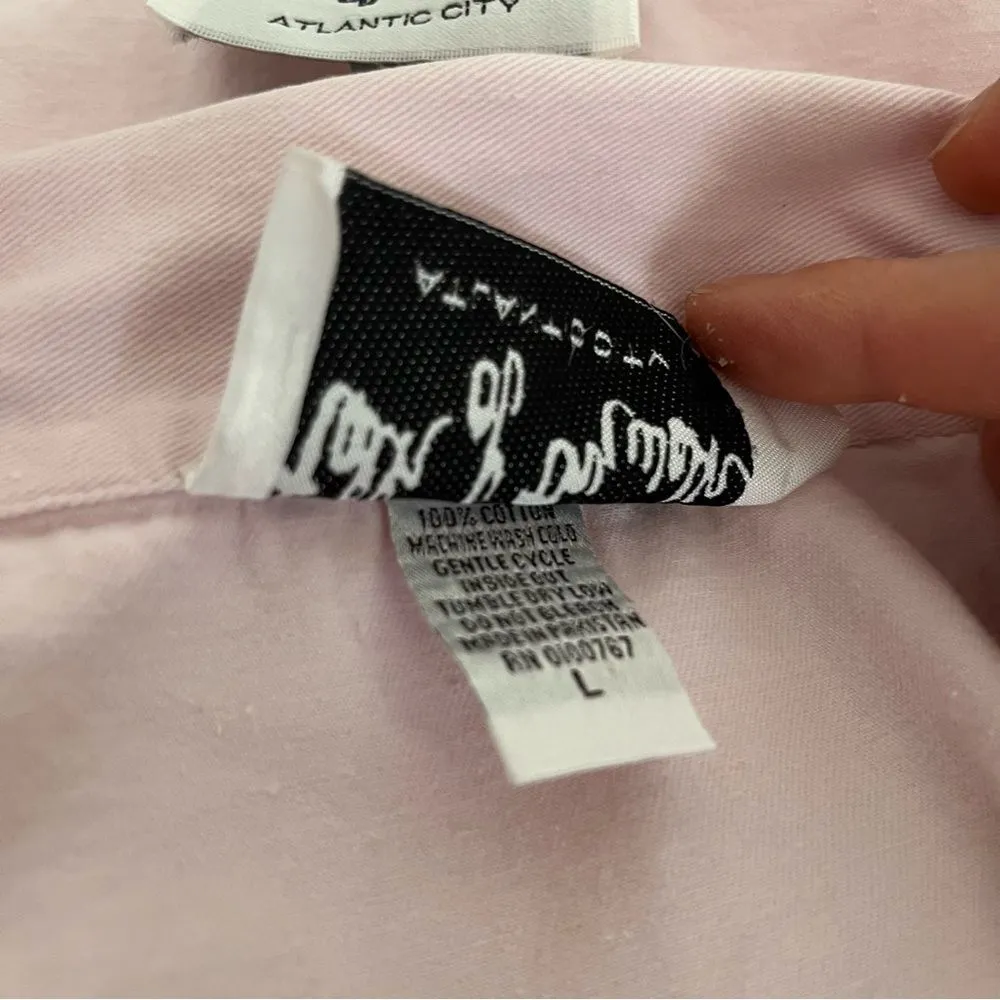 ATLANTIC CITY
100% COTTON
MACHINE WASH COLD
GENTLE CYCLE
INSIDE OUT
TUMBLE DRY LOW
DO NOT BLEACH
MADE IN PAKISTAN
RN 0100767
L